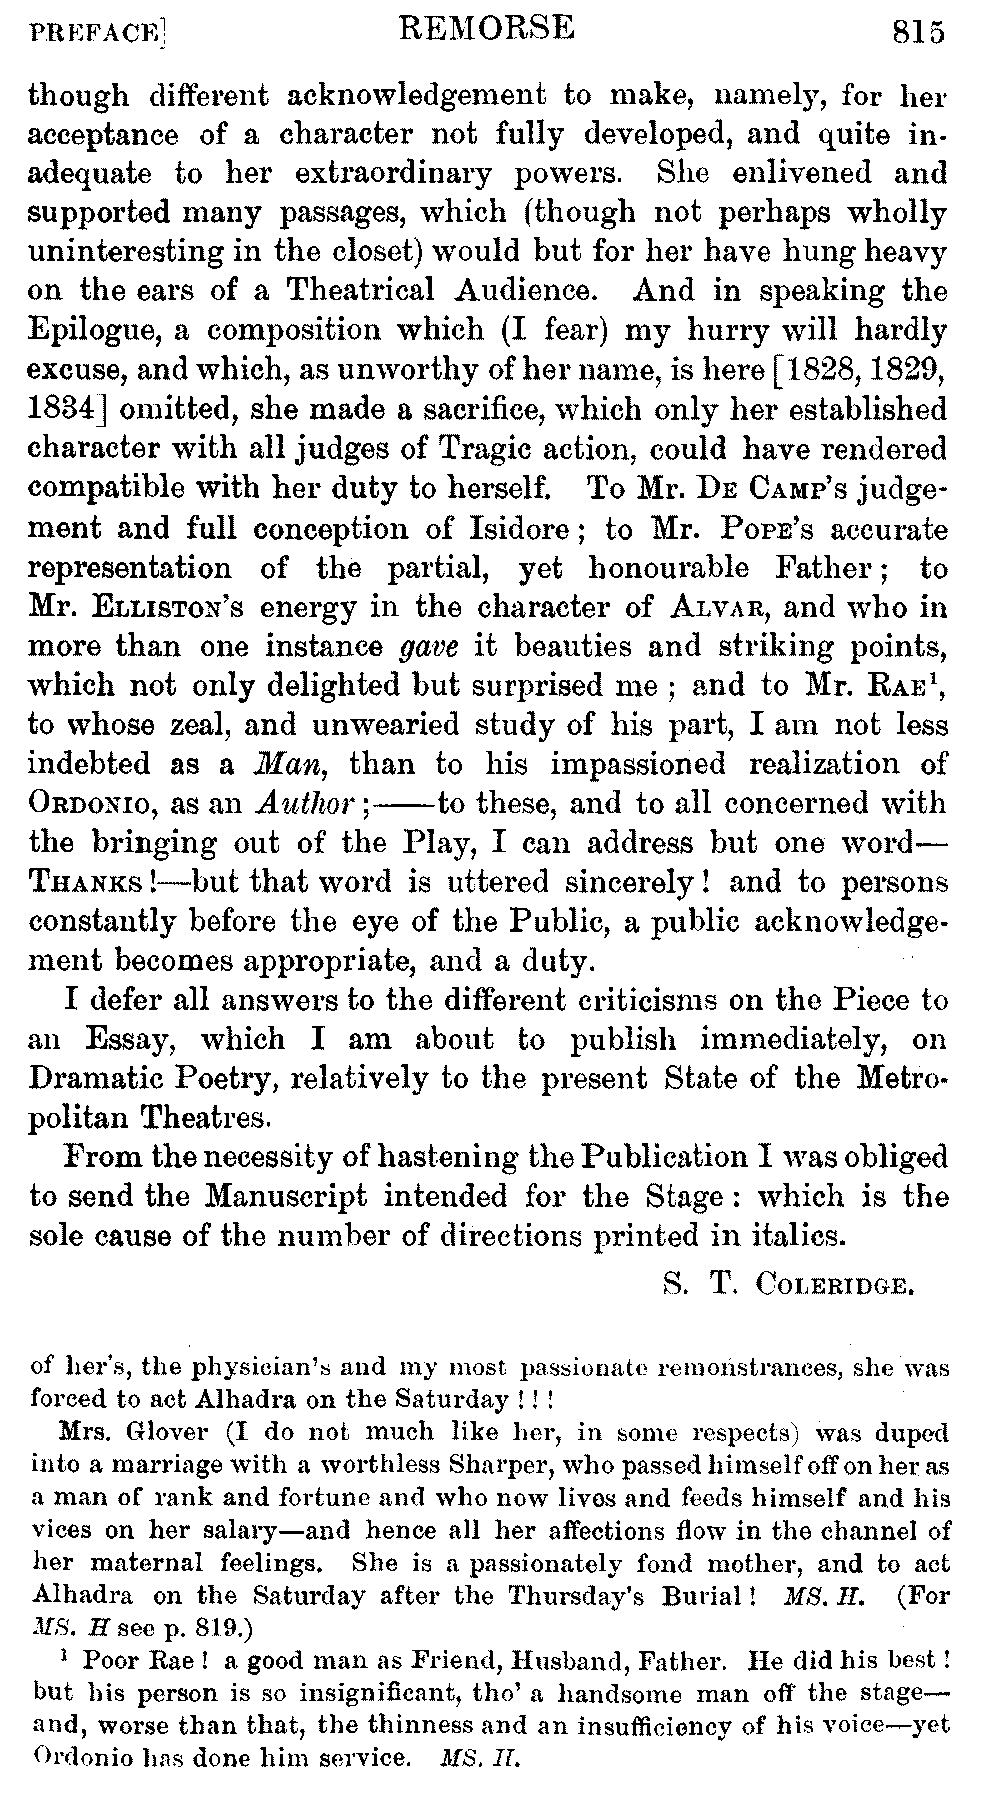 PREFACE] REMORSE 815
though different acknowledgement to make, namely, for her
acceptance of a character not fully developed, and quite in-
adequate to her extraordinary powers. She enlivened and
supported many passages, which (though not perhaps wholly
uninteresting in the closet) would but for her have hung heavy
on the ears of a Theatrical Audience. And in speaking the
Epilogue, a composition which (I fear) my hurry will hardly
excuse, and which, as unworthy of her name, is here [1828, 1829,
1834] omitted, she made a sacrifice, which only her established
character with all judges of Tragic action, could have rendered
compatible with her duty to herself. To Mr. DE CAMP'S judge-
ment and full conception of Isidore; to Mr. POPE'S accurate
representation of the partial, yet honourable Father; to
Mr. ELLISTON'S energy in the character of ALVAR, and who in
more than one instance gave it beauties and striking points,
which not only delighted but surprised me; and to Mr. RAE¹,
to whose zeal, and unwearied study of his part, I am not less
indebted as a Man, than to his impassioned realization of
ORDONIO, as an Author;——to these, and to all concerned with
the bringing out of the Play, I can address but one word—
THANKS!—but that word is uttered sincerely! and to persons
constantly before the eye of the Public, a public acknowledge-
ment becomes appropriate, and a duty.
I defer all answers to the different criticisms on the Piece to
an Essay, which I am about to publish immediately, on
Dramatic Poetry, relatively to the present State of the Metro-
politan Theatres.
From the necessity of hastening the Publication I was obliged
to send the Manuscript intended for the Stage: which is the
sole cause of the number of directions printed in italics.
S. T. COLERIDGE.
of her's, the physician's and my most passionate remonstrances, she was
forced to act Alhadra on the Saturday!!!
Mrs. Glover (I do not much like her, in some respects) was duped
into a marriage with a worthless Sharper, who passed himself off on her as
a man of rank and fortune and who now lives and feeds himself and his
vices on her salary—and hence all her affections flow in the channel of
her maternal feelings. She is a passionately fond mother, and to act
Alhadra on the Saturday after the Thursday's Burial! MS. H. (For
MS. H see p. 819.)
¹ Poor Rae! a good man as Friend, Husband, Father. He did his best!
but his person is so insignificant, tho' a handsome man off the stage—
and, worse than that, the thinness and an insufficiency of his voice—yet
Ordonio has done him service. MS. H.